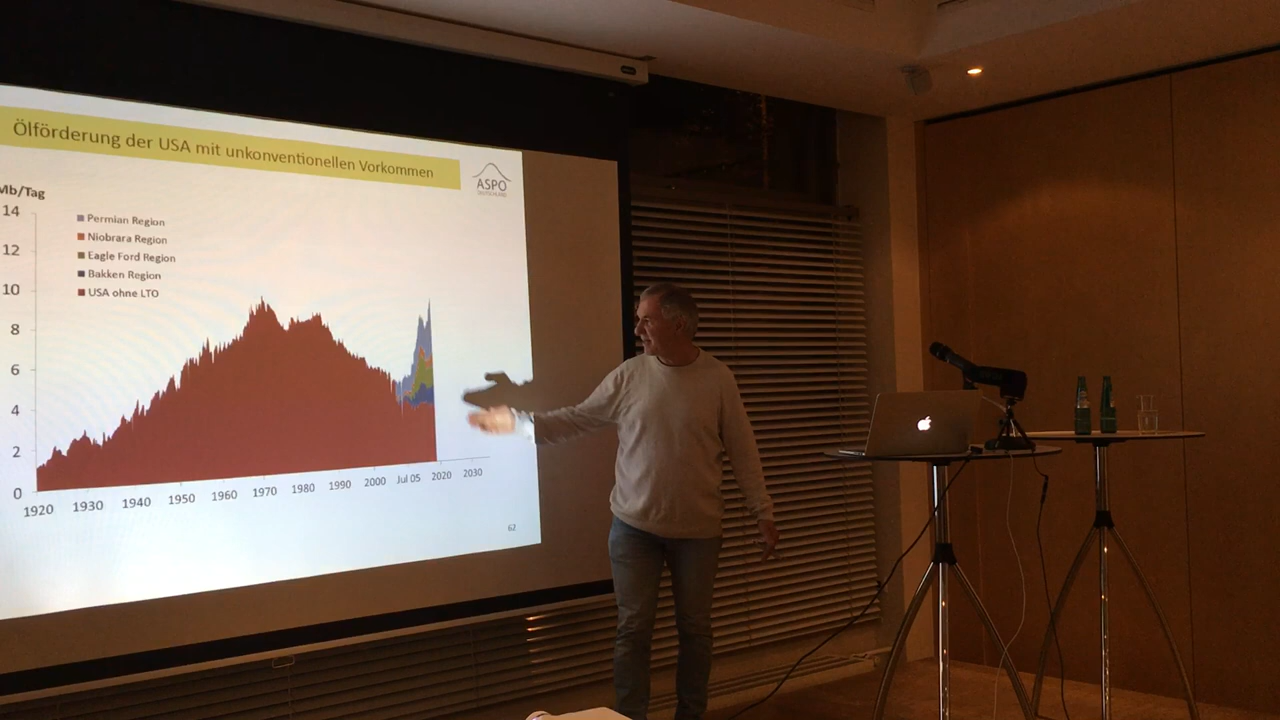 Ölförderung der USA mit unkonventionellen Vorkommen
ASPO
DEUTSCHLAND
Mb/Tag
14
12
10
8
6
4
2
0
Permian Region
Niobrara Region
Eagle Ford Region
Bakken Region
USA ohne LTO
1920 1930 1940 1950 1960 1970 1980 1990 2000 Jul 05 2020 2030
62